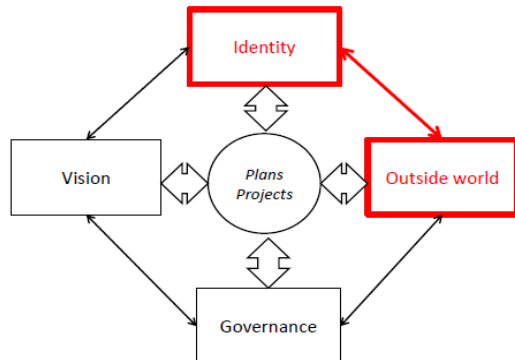 Identity
Vision
Plans
Projects
Outside world
Governance